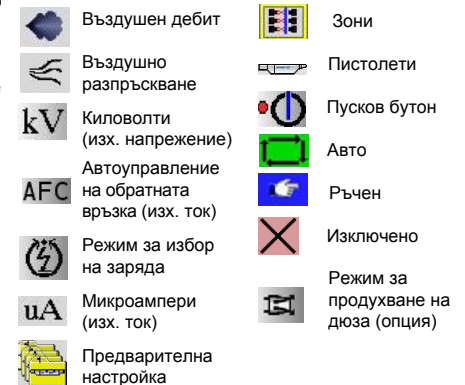 Въздушен дебит
Въздушно
разпръскване
kV
Киловолти
(изх. напрежение)
AFC
Автоуправление
на обратната
връзка (изх. ток)
Режим за избор
на заряда
uA
Микроампери
(изх. ток)
Предварителна
настройка
Зони
Пистолети
Пусков бутон
Авто
Ръчен
Изключено
Режим за
продухване на
дюза (опция)